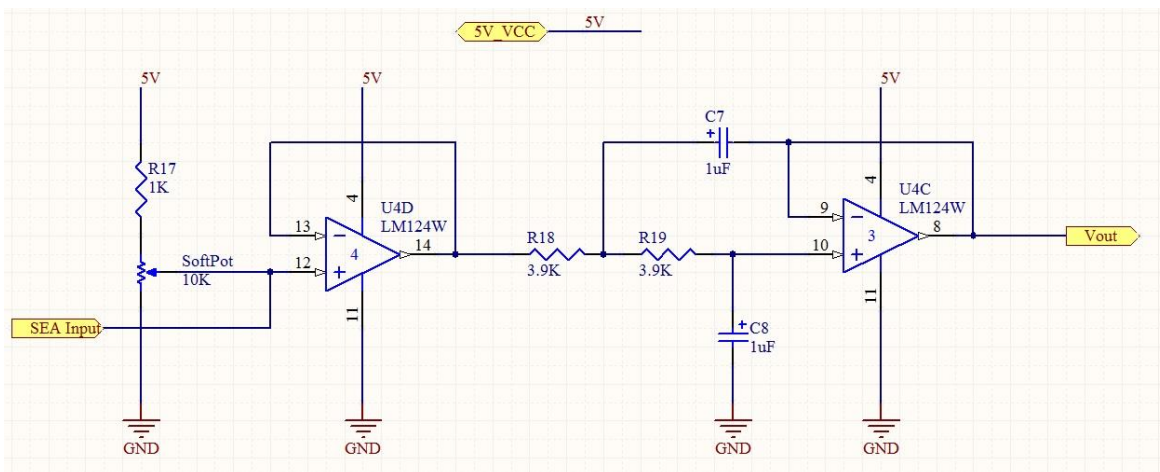 5V_VCC
5V
5V
5V
5V
R17
1K
SoftPot
10K
SEA Input
GND
4
13
12
4
U4D
LM124W
14
11
GND
R18
3.9K
R19
3.9K
C7
1uF
C8
1uF
GND
4
9
10
3
U4C
LM124W
8
11
GND
Vout